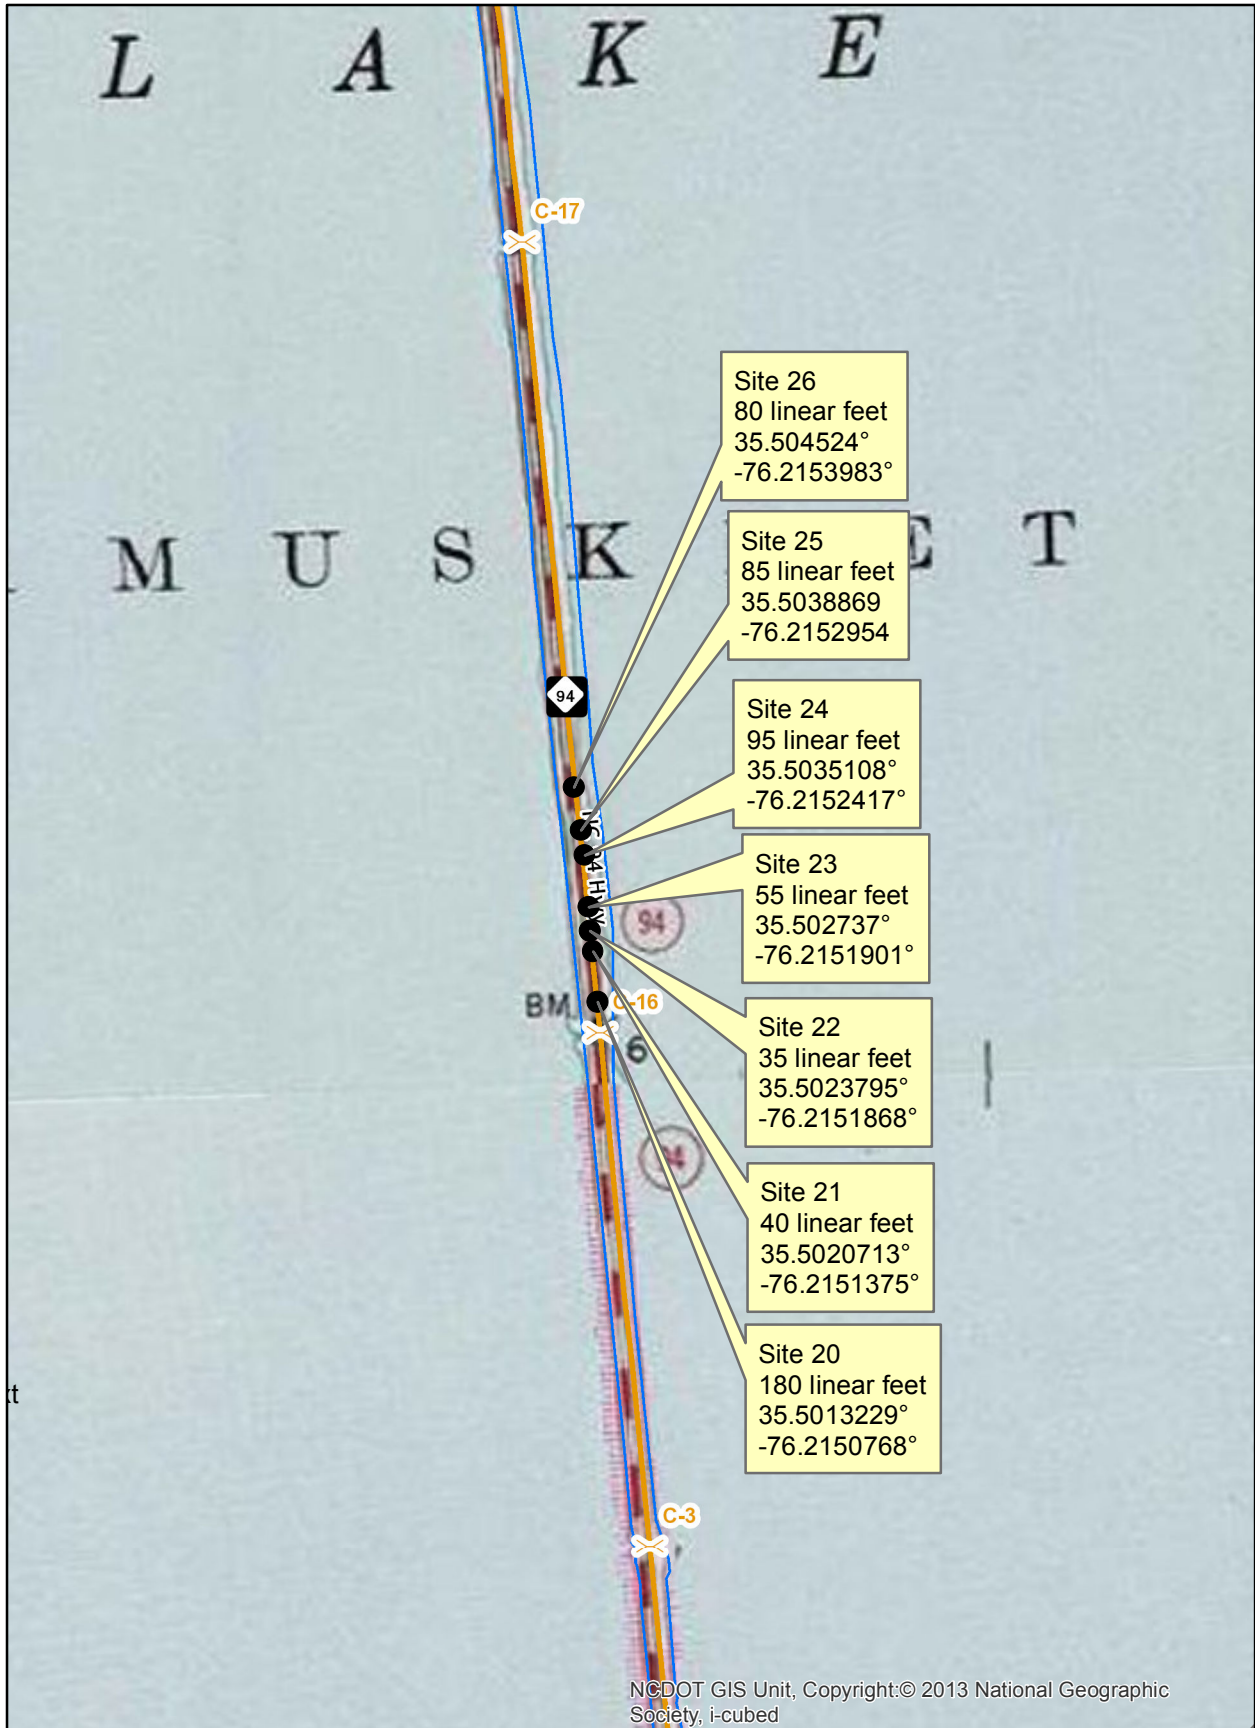 L A K E
C-17
Site 26
80 linear feet
35.504524°
-76.2153983°
Site 25
85 linear feet
35.5038869
-76.2152954
M U S K E T
94
Site 24
95 linear feet
35.5035108°
-76.2152417°
Site 23
55 linear feet
35.502737°
-76.2151901°
94
BM
C-16
6
Site 22
35 linear feet
35.5023795°
-76.2151868°
94
Site 21
40 linear feet
35.5020713°
-76.2151375°
Site 20
180 linear feet
35.5013229°
-76.2150768°
C-3
NCDOT GIS Unit, Copyright:© 2013 National Geographic
Society, i-cubed